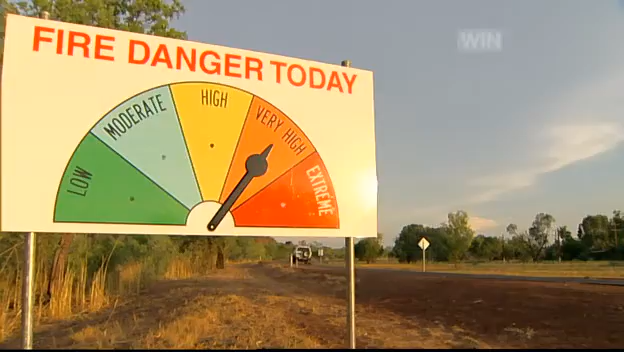 WIN
FIRE DANGER TODAY
LOW
MODERATE
HIGH
VERY HIGH
EXTREME